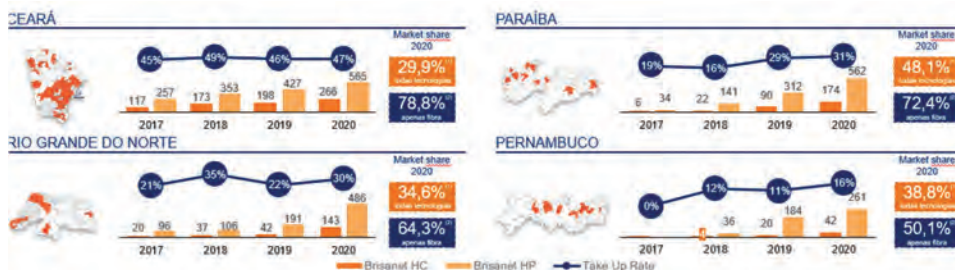 CEARÁ
Market share
2020
45% 49% 46% 47%
29,9%
todas tecnologias
117 257 173 353 198 427 266 565
78,8%
apenas fibra
2017 2018 2019 2020
PARAÍBA
Market share
2020
19% 16% 29% 31%
48,1%
todas tecnologias
6 34 22 141 90 312 174 562
72,4%
apenas fibra
2017 2018 2019 2020
RIO GRANDE DO NORTE
Market share
2020
21% 35% 22% 30%
34,6%
todas tecnologias
20 96 37 106 42 191 143 486
64,3%
apenas fibra
2017 2018 2019 2020
PERNAMBUCO
Market share
2020
0% 12% 11% 16%
38,8%
todas tecnologias
36 20 184 42 261
50,1%
apenas fibra
2017 2018 2019 2020
Brisanet HC Brisanet HP Take Up Rate